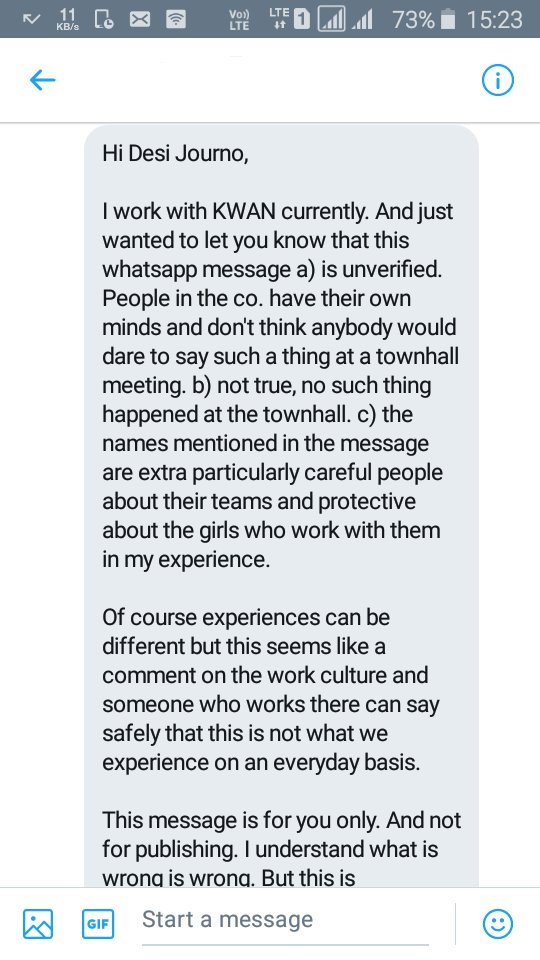 11
KB/s
Vo))
LTE
LTE
1
73%
15:23
Hi Desi Journo,
I work with KWAN currently. And just
wanted to let you know that this
whatsapp message a) is unverified.
People in the co. have their own
minds and don't think anybody would
dare to say such a thing at a townhall
meeting. b) not true, no such thing
happened at the townhall. c) the
names mentioned in the message
are extra particularly careful people
about their teams and protective
about the girls who work with them
in my experience.
Of course experiences can be
different but this seems like a
comment on the work culture and
someone who works there can say
safely that this is not what we
experience on an everyday basis.
This message is for you only. And not
for publishing. I understand what is
wrong is wrong. But this is
GIF
Start a message